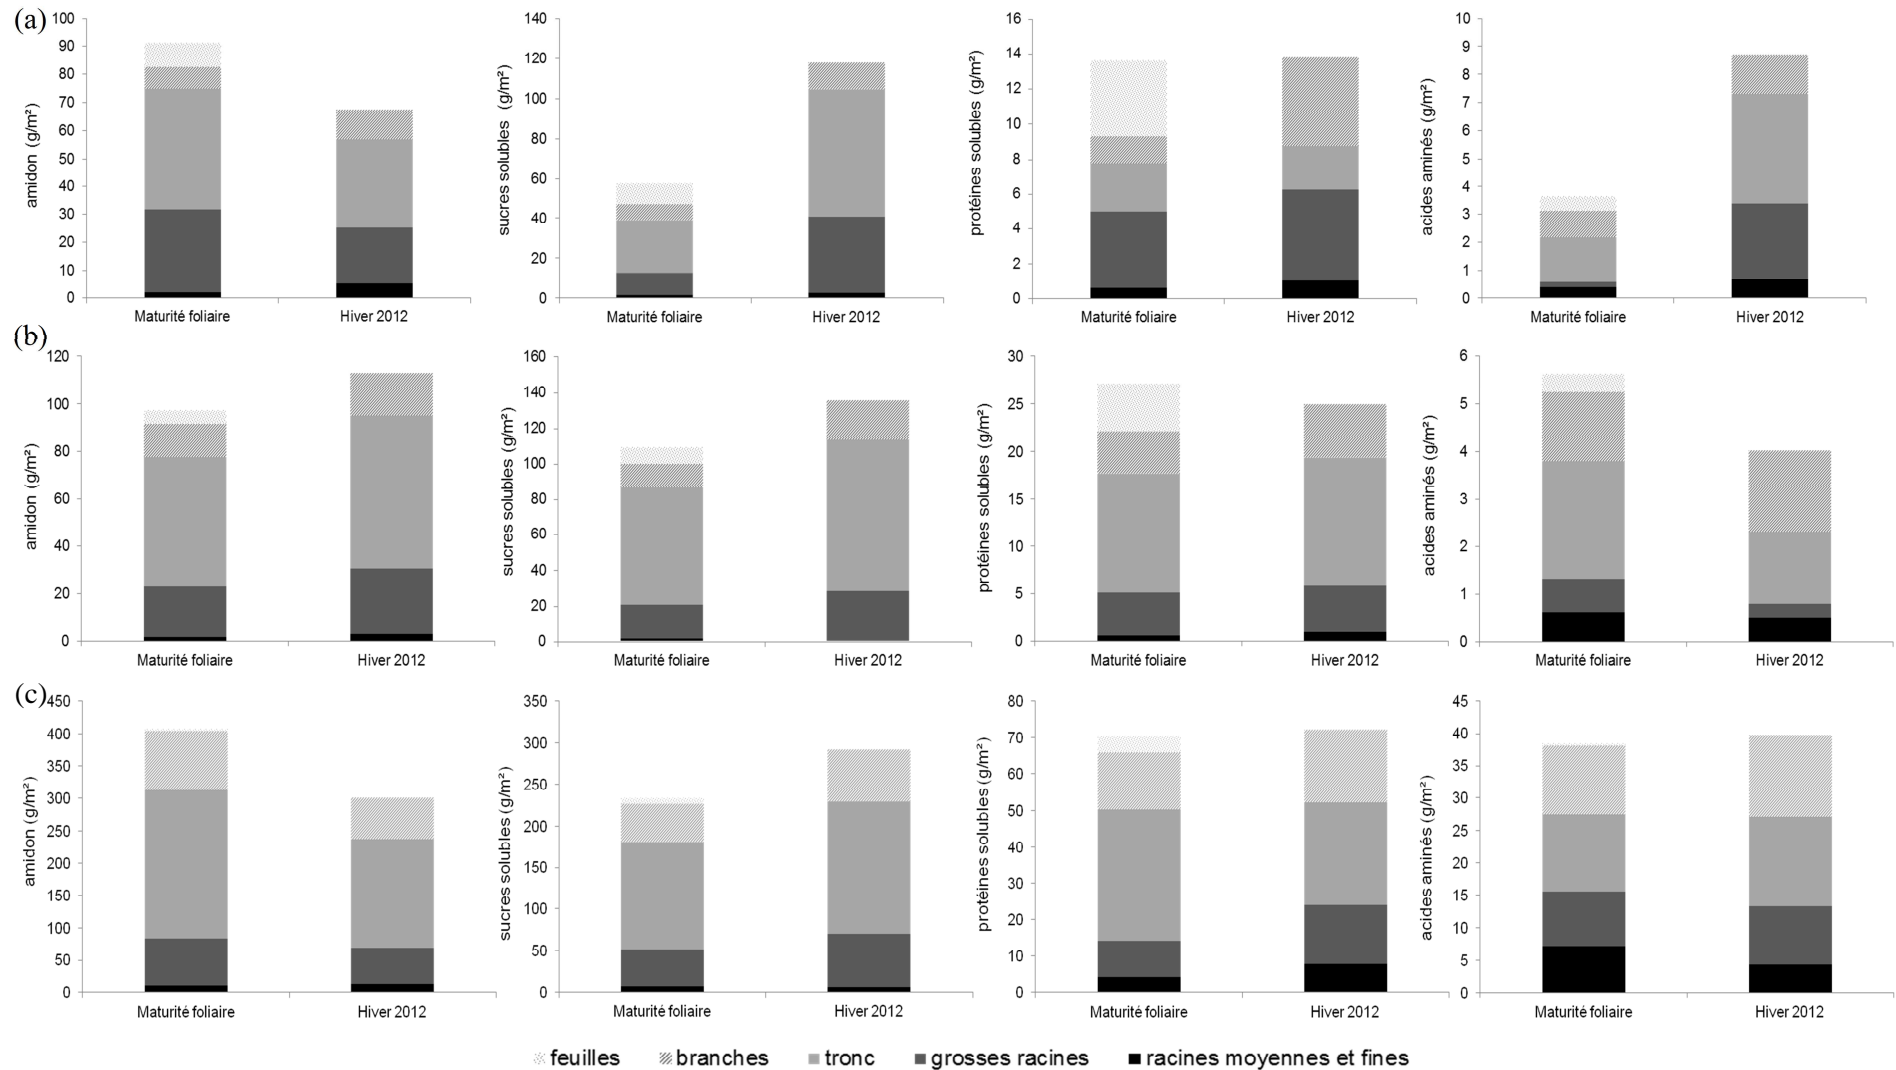 (a)
amidon (g/m²)
100
90
80
70
60
50
40
30
20
10
0
Maturité foliaire
Hiver 2012
sucres solubles (g/m²)
140
120
100
80
60
40
20
0
Maturité foliaire
Hiver 2012
protéines solubles (g/m²)
16
14
12
10
8
6
4
2
0
Maturité foliaire
Hiver 2012
acides aminés (g/m²)
10
9
8
7
6
5
4
3
2
1
0
Maturité foliaire
Hiver 2012
(b)
amidon (g/m²)
120
100
80
60
40
20
0
Maturité foliaire
Hiver 2012
sucres solubles (g/m²)
160
140
120
100
80
60
40
20
0
Maturité foliaire
Hiver 2012
protéines solubles (g/m²)
30
25
20
15
10
5
0
Maturité foliaire
Hiver 2012
acides aminés (g/m²)
6
5
4
3
2
1
0
Maturité foliaire
Hiver 2012
(c)
amidon (g/m²)
450
400
350
300
250
200
150
100
50
0
Maturité foliaire
Hiver 2012
sucres solubles (g/m²)
350
300
250
200
150
100
50
0
Maturité foliaire
Hiver 2012
protéines solubles (g/m²)
80
70
60
50
40
30
20
10
0
Maturité foliaire
Hiver 2012
acides aminés (g/m²)
45
40
35
30
25
20
15
10
5
0
Maturité foliaire
Hiver 2012
feuilles branches tronc grosses racines racines moyennes et fines